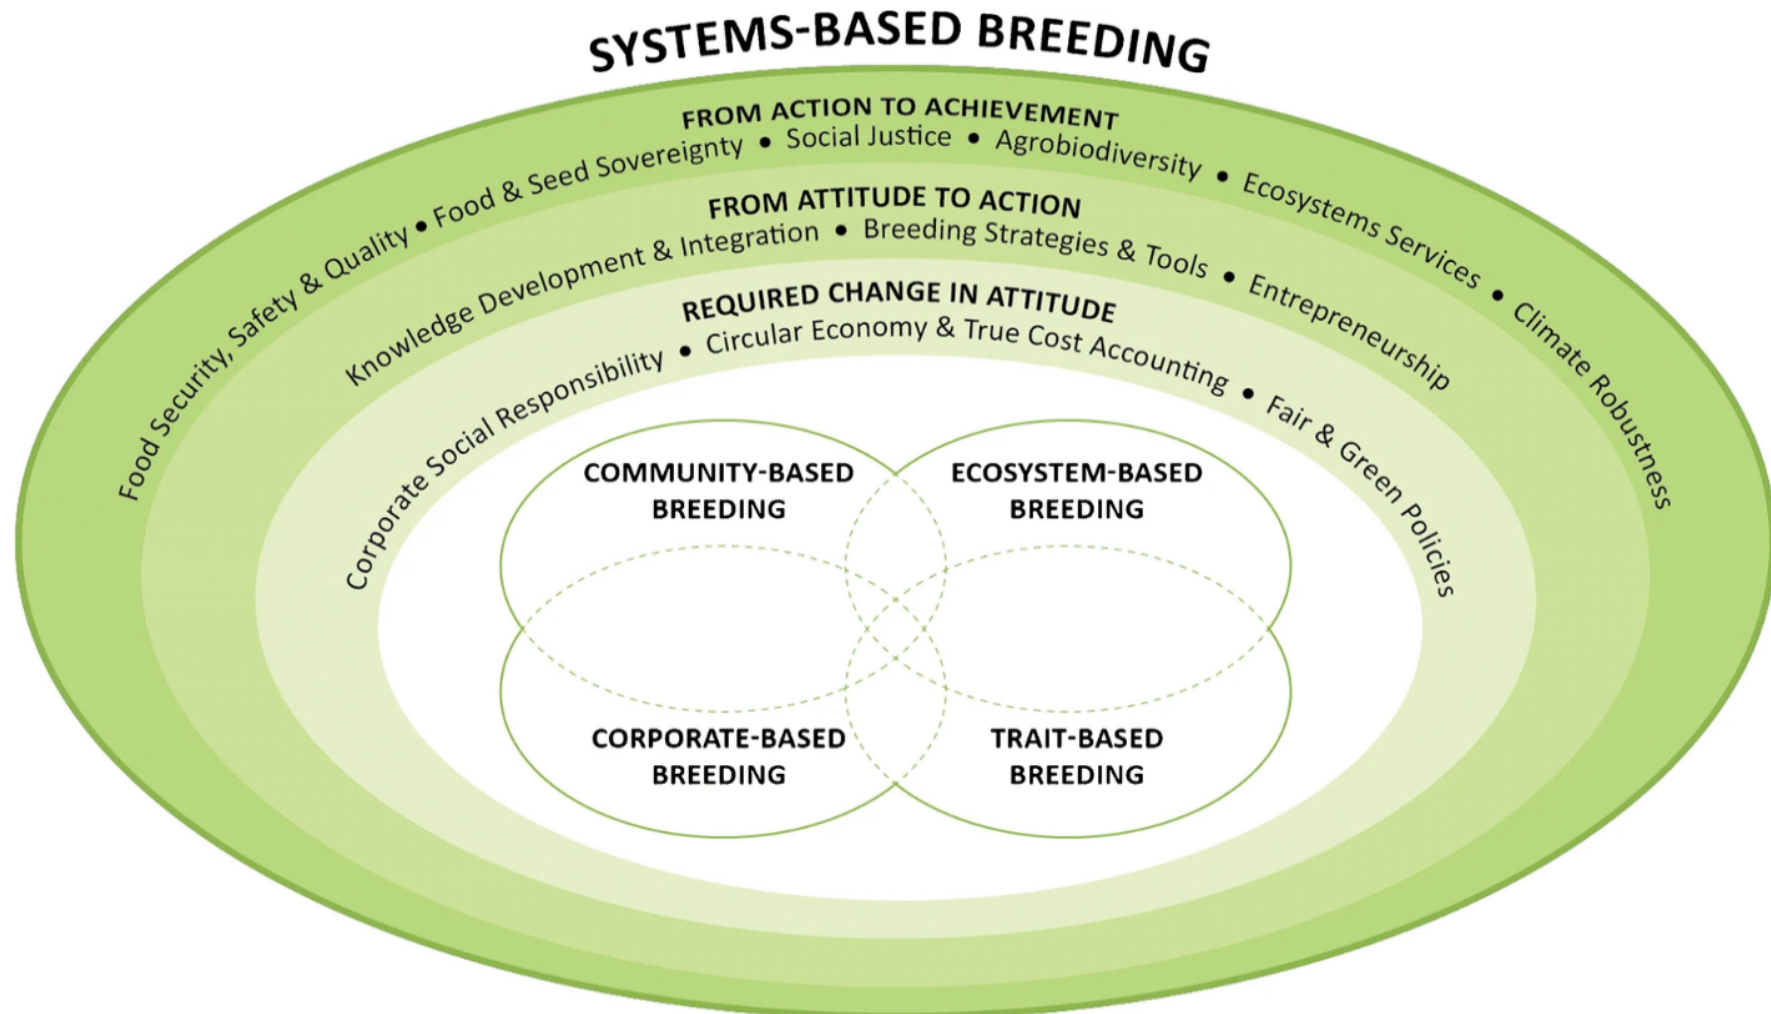 SYSTEMS-BASED BREEDING
FROM ACTION TO ACHIEVEMENT
Food Security, Safety & Quality • Food & Seed Sovereignty • Social Justice • Agrobiodiversity • Ecosystems Services • Climate Robustness
FROM ATTITUDE TO ACTION
Knowledge Development & Integration • Breeding Strategies & Tools • Entrepreneurship
REQUIRED CHANGE IN ATTITUDE
Corporate Social Responsibility • Circular Economy & True Cost Accounting • Fair & Green Policies
COMMUNITY-BASED
BREEDING
ECOSYSTEM-BASED
BREEDING
CORPORATE-BASED
BREEDING
TRAIT-BASED
BREEDING